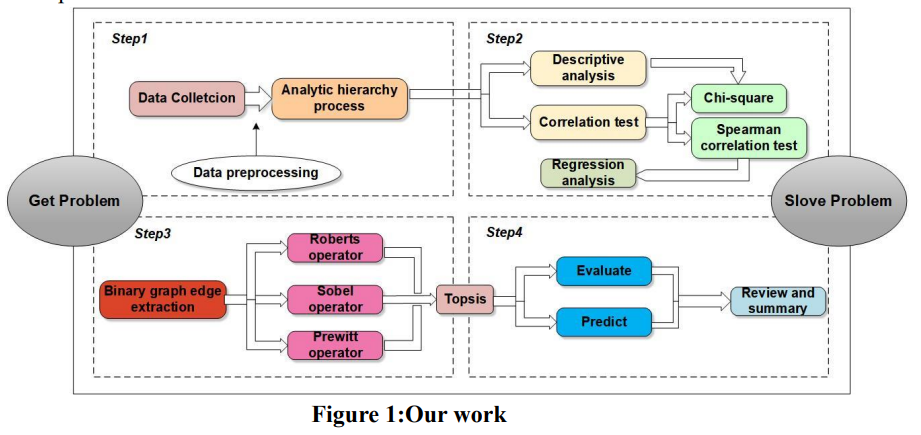 Step1
Data Colletcion
Analytic hierarchy
process
Data preprocessing
Step2
Descriptive
analysis
Correlation test
Chi-square
Spearman
correlation test
Regression
analysis
Get Problem
Slove Problem
Step3
Binary graph edge
extraction
Roberts
operator
Sobel
operator
Prewitt
operator
Topsis
Step4
Evaluate
Predict
Review and
summary
Figure 1:Our work